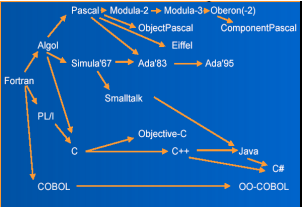 Pascal Modula-2 Modula-3 Oberon(-2)
ObjectPascal ComponentPascal
Algol Eiffel
Simula'67 Ada'83 Ada'95
Fortran
Smalltalk
PL/I
Objective-C
C C++ Java
C#
COBOL OO-COBOL